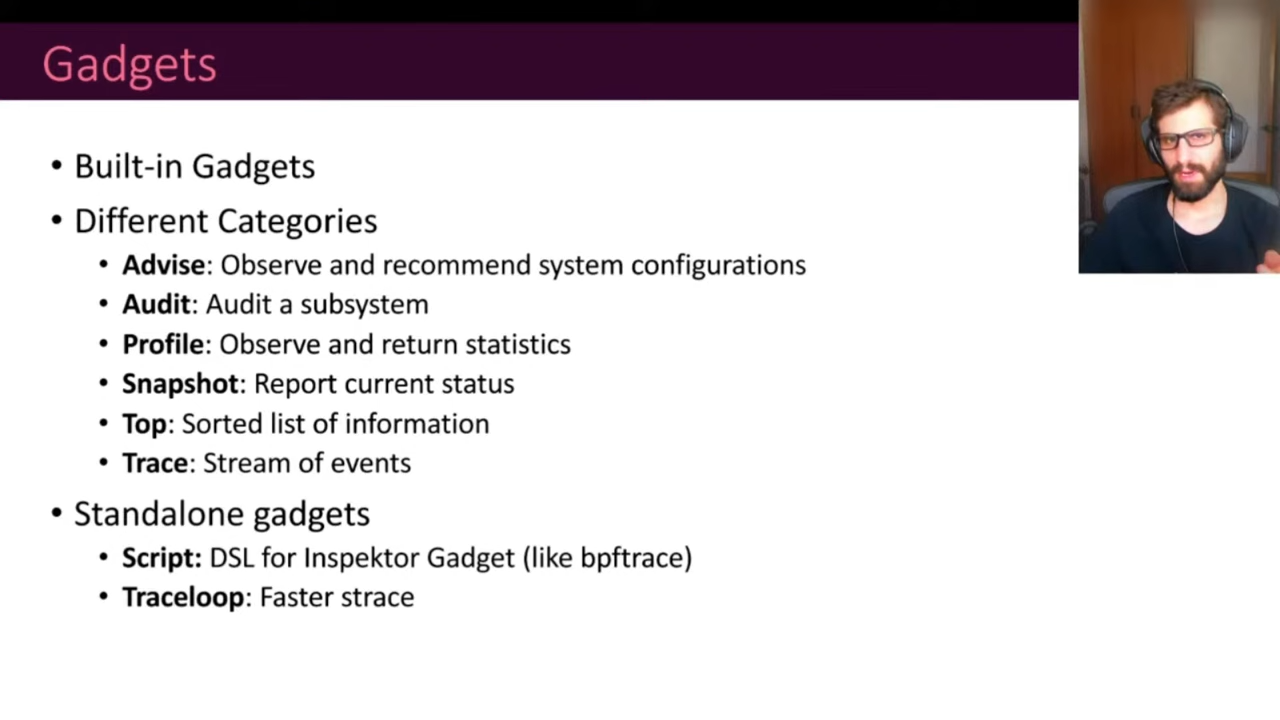 Gadgets
• Built-in Gadgets
• Different Categories
• Advise: Observe and recommend system configurations
• Audit: Audit a subsystem
• Profile: Observe and return statistics
• Snapshot: Report current status
• Top: Sorted list of information
• Trace: Stream of events
• Standalone gadgets
• Script: DSL for Inspektor Gadget (like bpftrace)
• Traceloop: Faster strace